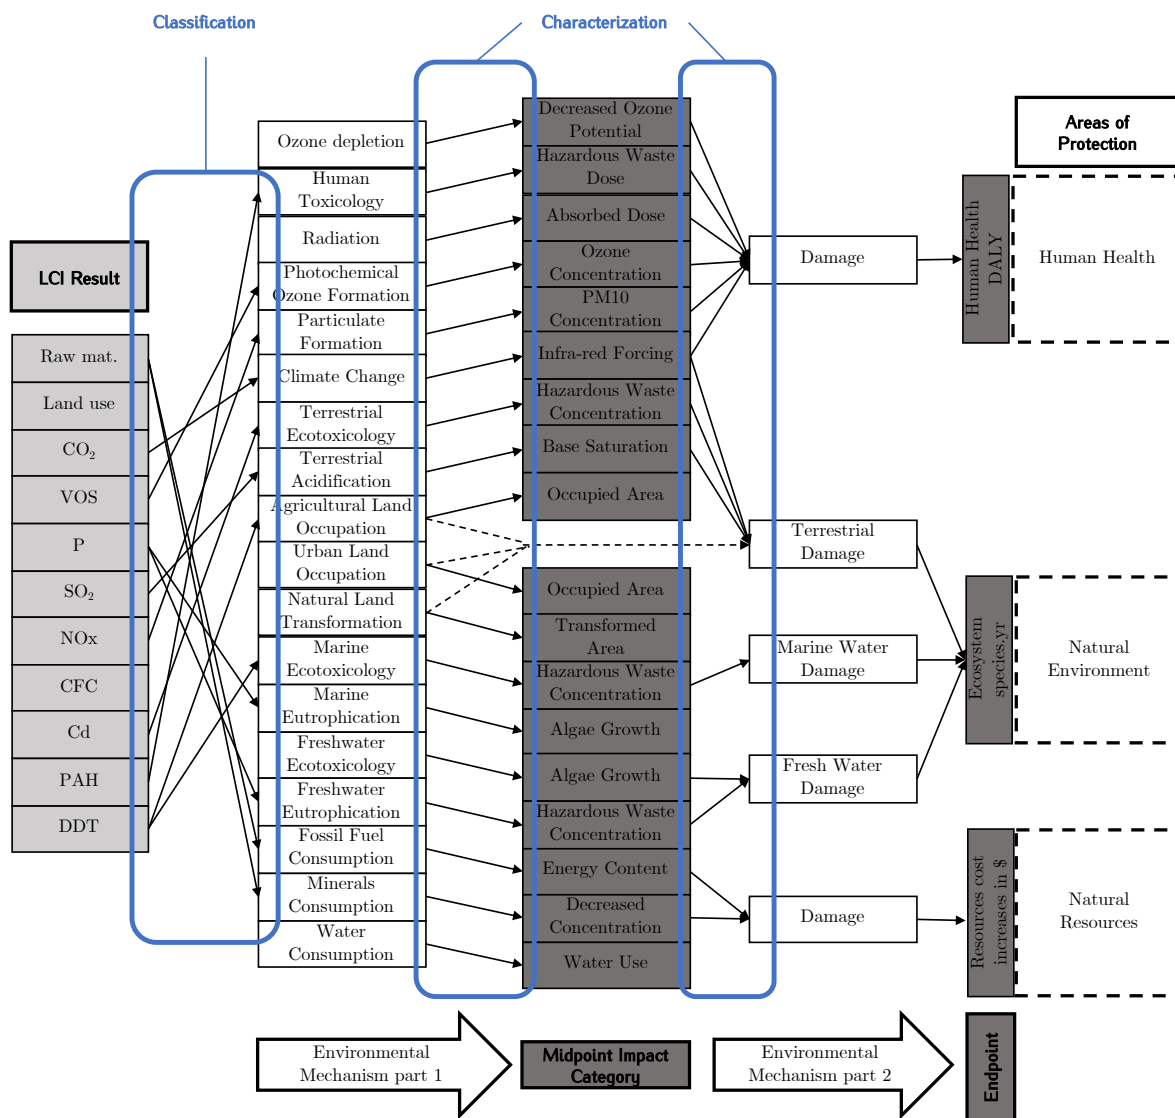 Classification
Characterization
LCI Result
Raw mat.
Land use
CO2
VOS
P
SO2
NOx
CFC
Cd
PAH
DDT
Ozone depletion
Human
Toxicology
Radiation
Photochemical
Ozone Formation
Particulate
Formation
Climate Change
Terrestrial
Ecotoxicology
Terrestrial
Acidification
Agricultural Land
Occupation
Urban Land
Occupation
Natural Land
Transformation
Marine
Ecotoxicology
Marine
Eutrophication
Freshwater
Ecotoxicology
Freshwater
Eutrophication
Fossil Fuel
Consumption
Minerals
Consumption
Water
Consumption
Decreased Ozone
Potential
Hazardous Waste
Dose
Absorbed Dose
Ozone
Concentration
PM10
Concentration
Infra-red Forcing
Hazardous Waste
Concentration
Base Saturation
Occupied Area
Occupied Area
Transformed
Area
Hazardous Waste
Concentration
Algae Growth
Algae Growth
Hazardous Waste
Concentration
Energy Content
Decreased
Concentration
Water Use
Damage
Terrestrial
Damage
Marine Water
Damage
Fresh Water
Damage
Damage
Human Health
DALY
Ecosystem
species.yr
Resources cost
increases in $
Areas of
Protection
Human Health
Natural
Environment
Natural
Resources
Environmental
Mechanism part 1
Midpoint Impact
Category
Environmental
Mechanism part 2
Endpoint